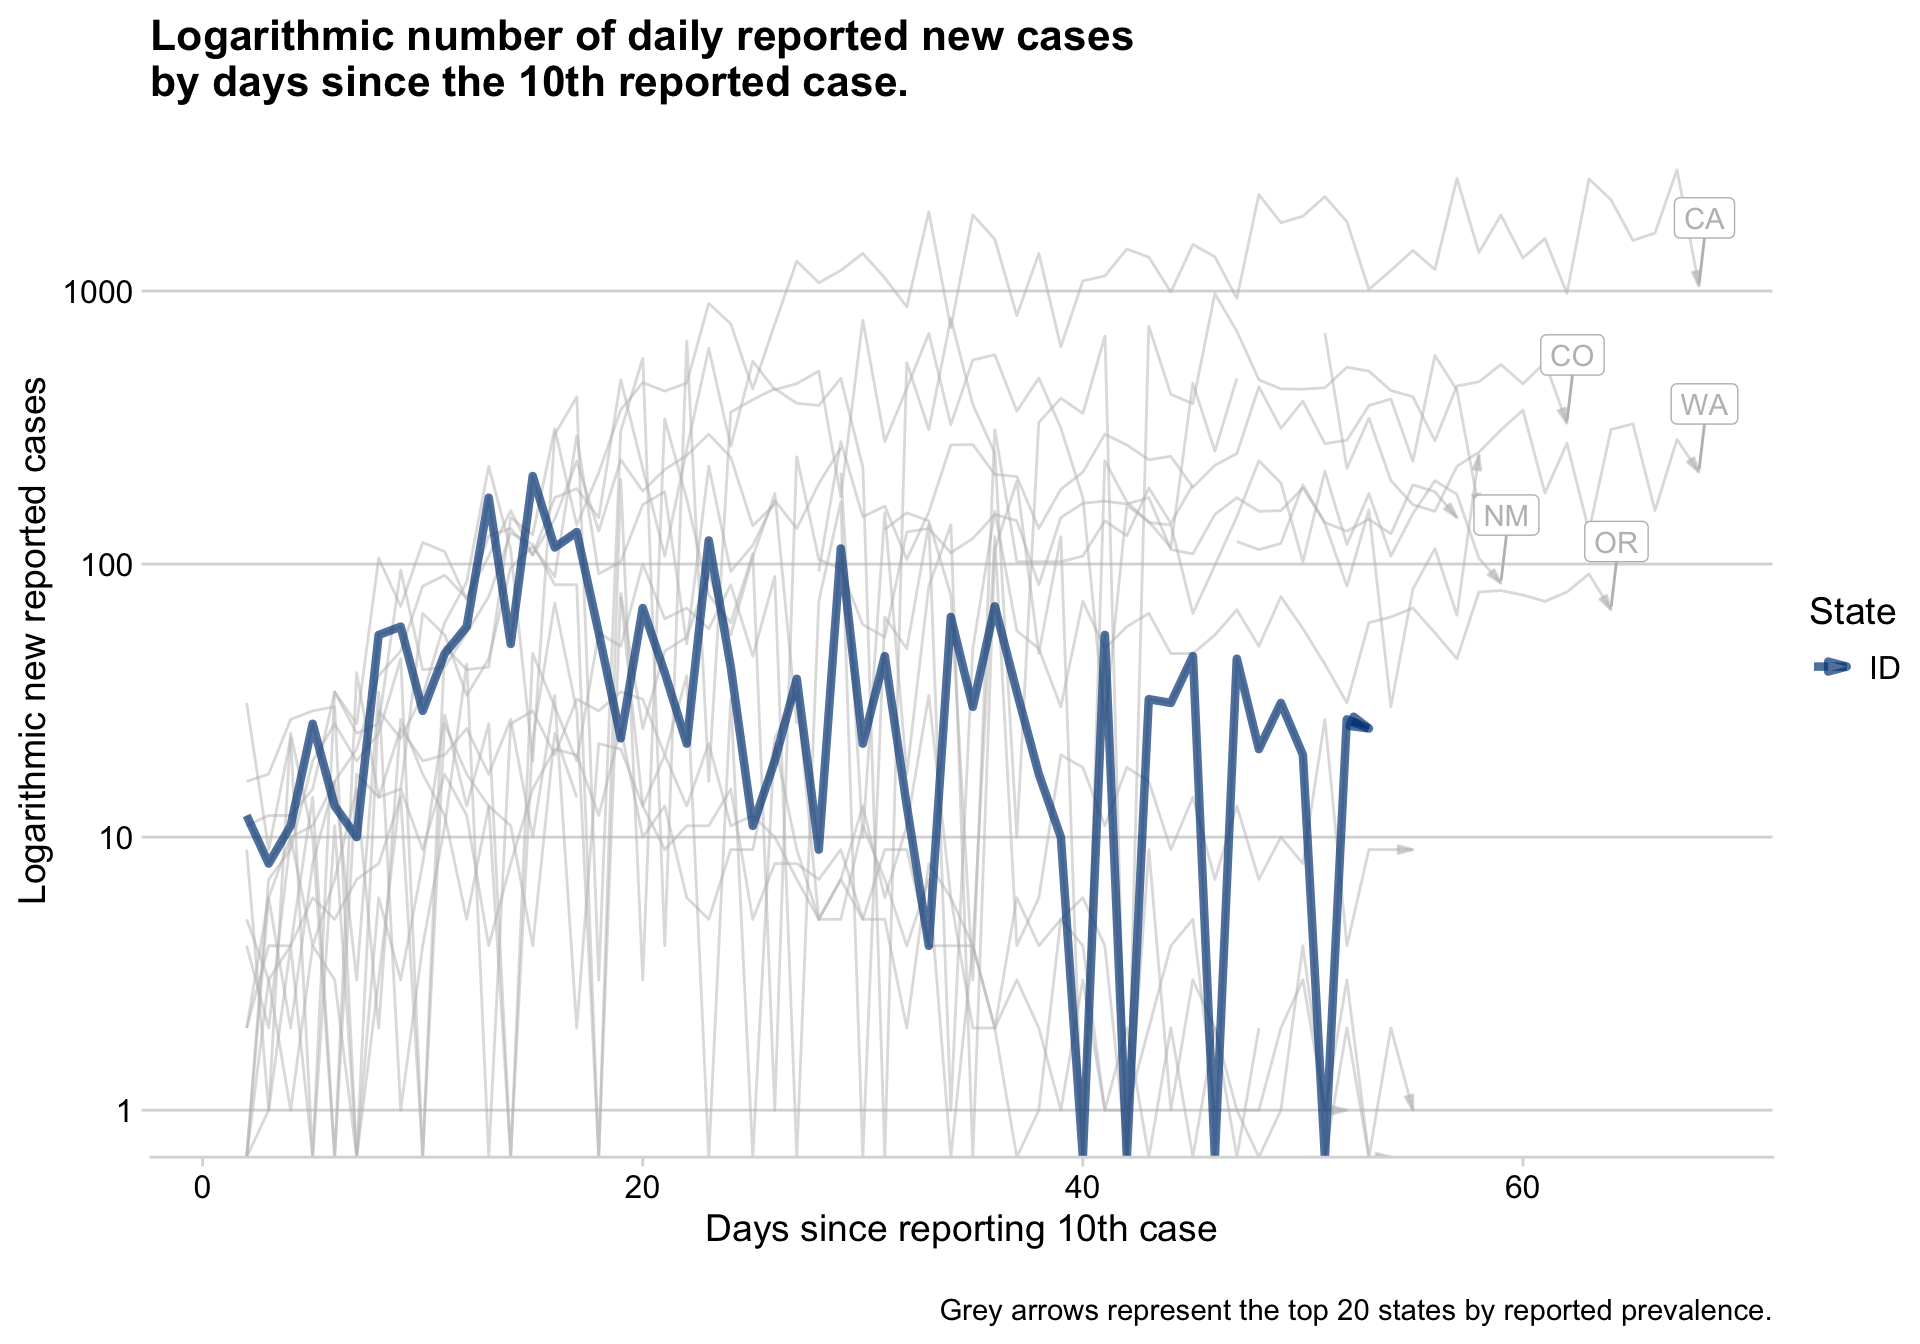 Logarithmic number of daily reported new cases
by days since the 10th reported case.
Logarithmic new reported cases
1000
100
10
1
CA
CO
WA
NM
OR
State
ID
0
20
40
60
Days since reporting 10th case
Grey arrows represent the top 20 states by reported prevalence.